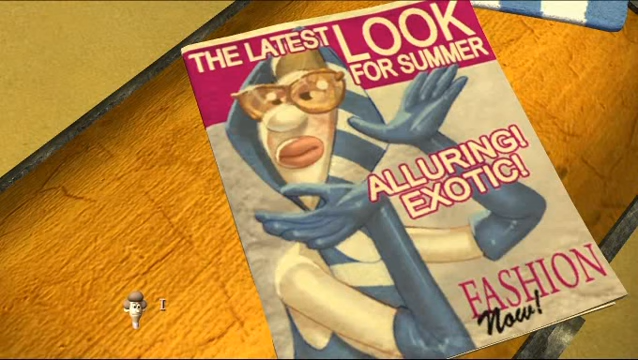 THE LATEST LOOK
FOR SUMMER
ALLURING!
EXOTIC!
FASHION
Now!
I